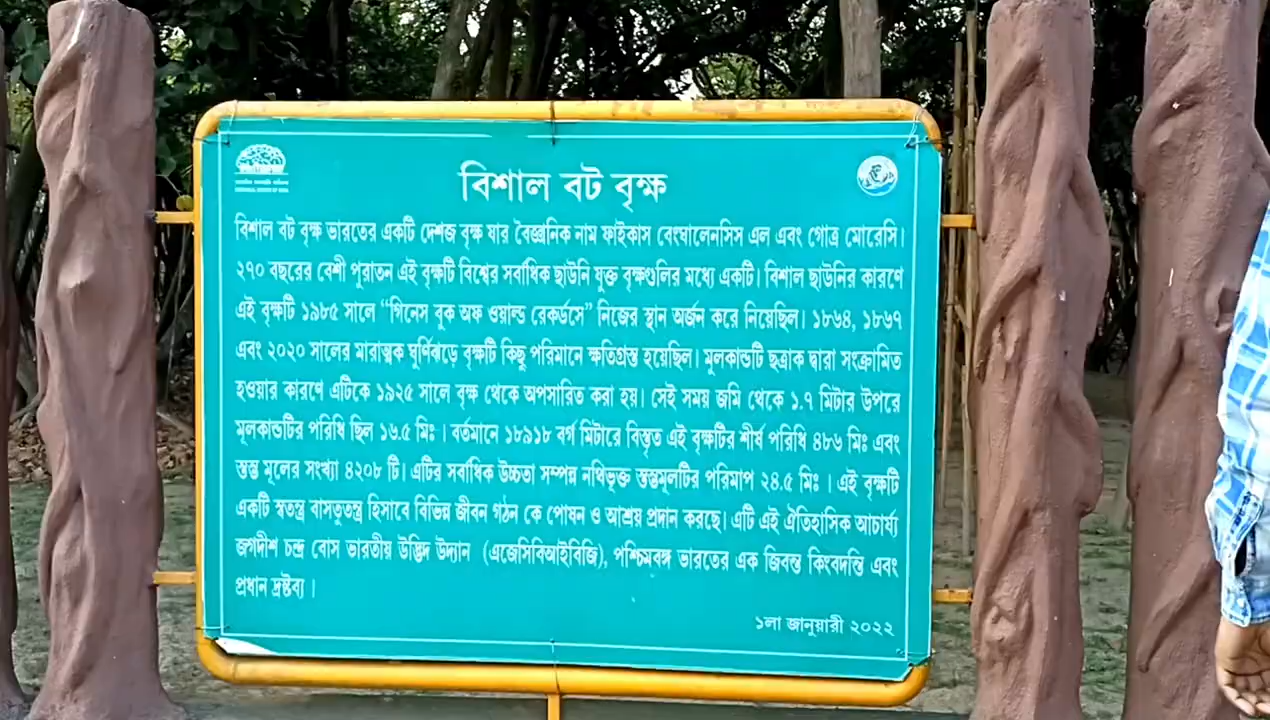 বিশাল বট বৃক্ষ
বিশাল বট বৃক্ষ ভারতের একটি দেশজ বৃক্ষ যার বৈজ্ঞনিক নাম ফাইকাস বেংঘালেনসিস এল এবং গোত্র মোরেসি।
২৭০ বছরের বেশী পুরাতন এই বৃক্ষটি বিশ্বের সর্বাধিক ছাউনি যুক্ত বৃক্ষগুলির মধ্যে একটি। বিশাল ছাউনির কারণে
এই বৃক্ষটি ১৯৮৫ সালে “গিনেস বুক অফ ওয়াল্ড রেকর্ডসে” নিজের স্থান অর্জন করে নিয়েছিল। ১৮৬৪, ১৮৬৭
এবং ২০২০ সালের মারাত্মক ঘুর্ণিঝড়ে বৃক্ষটি কিছু পরিমানে ক্ষতিগ্রস্ত হয়েছিল। মুলকান্ডটি ছত্রাক দ্বারা সংক্রামিত
হওয়ার কারণে এটিকে ১৯২৫ সালে বৃক্ষ থেকে অপসারিত করা হয়। সেই সময় জমি থেকে ১.৭ মিটার উপরে
মূলকান্ডটির পরিধি ছিল ১৬.৫ মিঃ। বর্তমানে ১৮৯১৮ বর্গ মিটারে বিস্তৃত এই বৃক্ষটির শীর্ষ পরিধি ৪৮৬ মিঃ এবং
স্তম্ভ মূলের সংখ্যা ৪২০৮ টি। এটির সর্বাধিক উচ্চতা সম্পন্ন নথিভূক্ত স্তম্ভমূলটির পরিমাপ ২৪.৫ মিঃ। এই বৃক্ষটি
একটি স্বতন্ত্র বাসতুতন্ত্র হিসাবে বিভিন্ন জীবন গঠন কে পোষন ও আশ্রয় প্রদান করছে। এটি এই ঐতিহাসিক আচার্য্য
জগদীশ চন্দ্র বোস ভারতীয় উদ্ভিদ উদ্যান (এজেসিবিআইবিজি), পশ্চিমবঙ্গ ভারতের এক জিবন্ত কিংবদন্তি এবং
প্রধান দ্রষ্টব্য।
১লা জানুয়ারী ২০২২